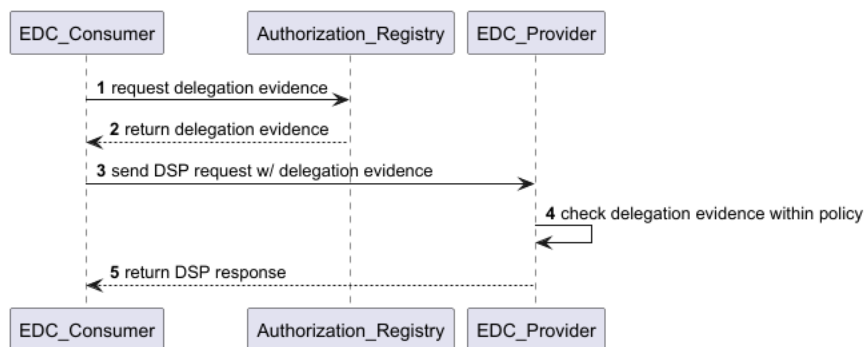 EDC_Consumer Authorization_Registry EDC_Provider
1 request delegation evidence
2 return delegation evidence
3 send DSP request w/ delegation evidence
4 check delegation evidence within policy
5 return DSP response
EDC_Consumer Authorization_Registry EDC_Provider